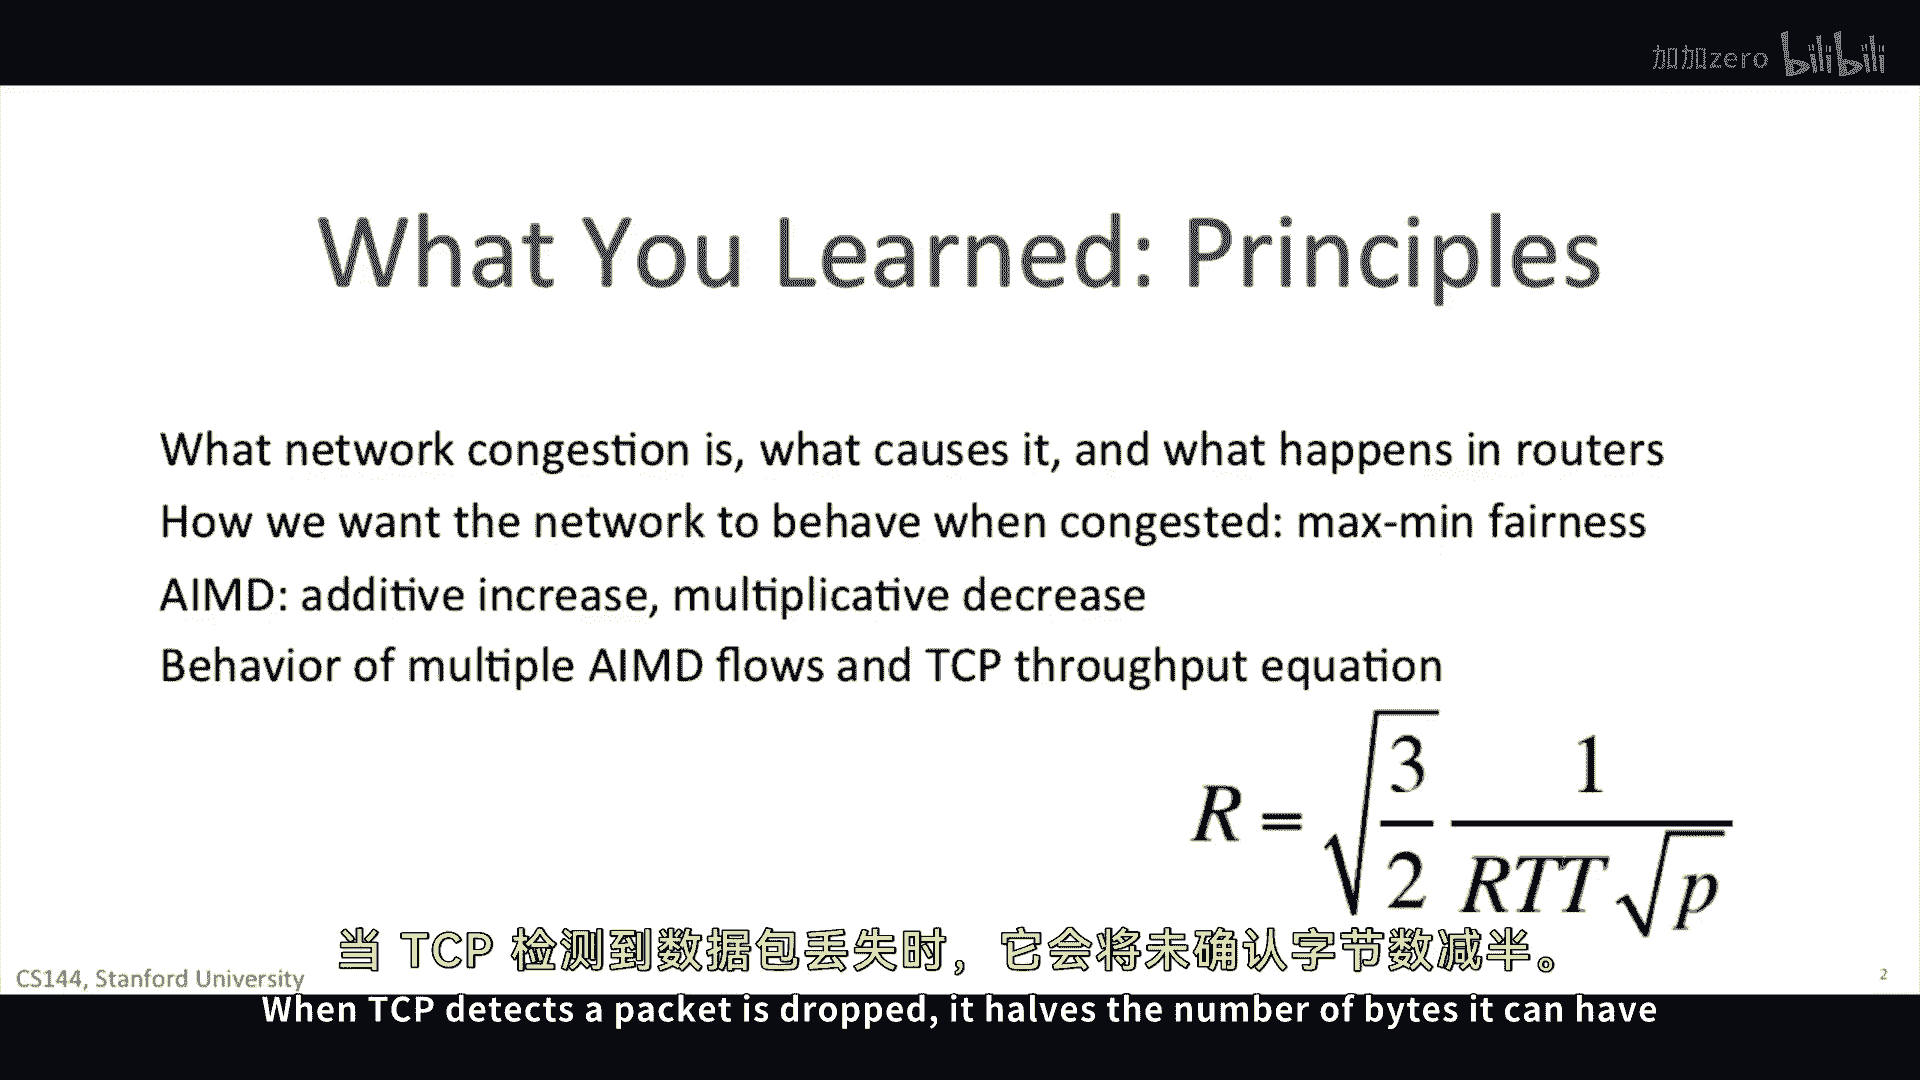 加加zero bilibili
What You Learned: Principles
What network congestion is, what causes it, and what happens in routers
How we want the network to behave when congested: max-min fairness
AIMD: additive increase, multiplicative decrease
Behavior of multiple AIMD flows and TCP throughput equation
R = √(3/2) 1/(RTT√p)
当 TCP 检测到数据包丢失时，它会将未确认字节数减半。
CS144, Stanford University
2
When TCP detects a packet is dropped, it halves the number of bytes it can have